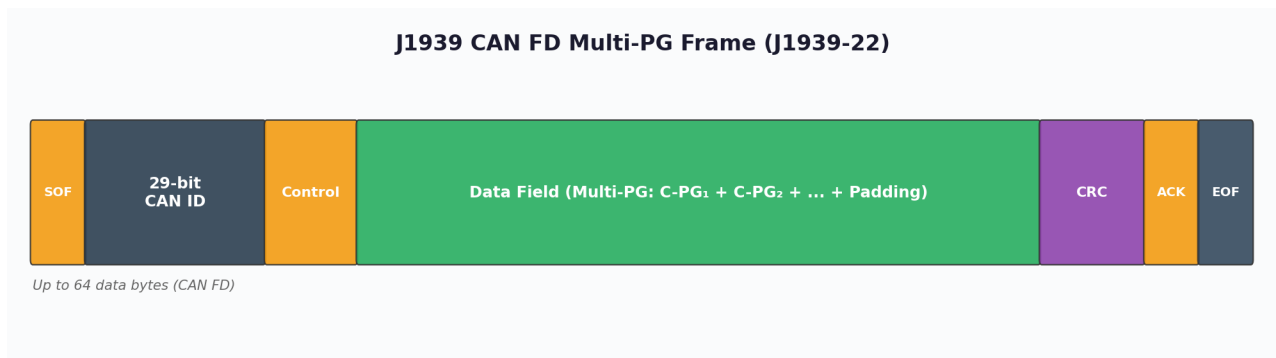 J1939 CAN FD Multi-PG Frame (J1939-22)
SOF
29-bit
CAN ID
Control
Data Field (Multi-PG: C-PG₁ + C-PG₂ + ... + Padding)
CRC
ACK
EOF
Up to 64 data bytes (CAN FD)